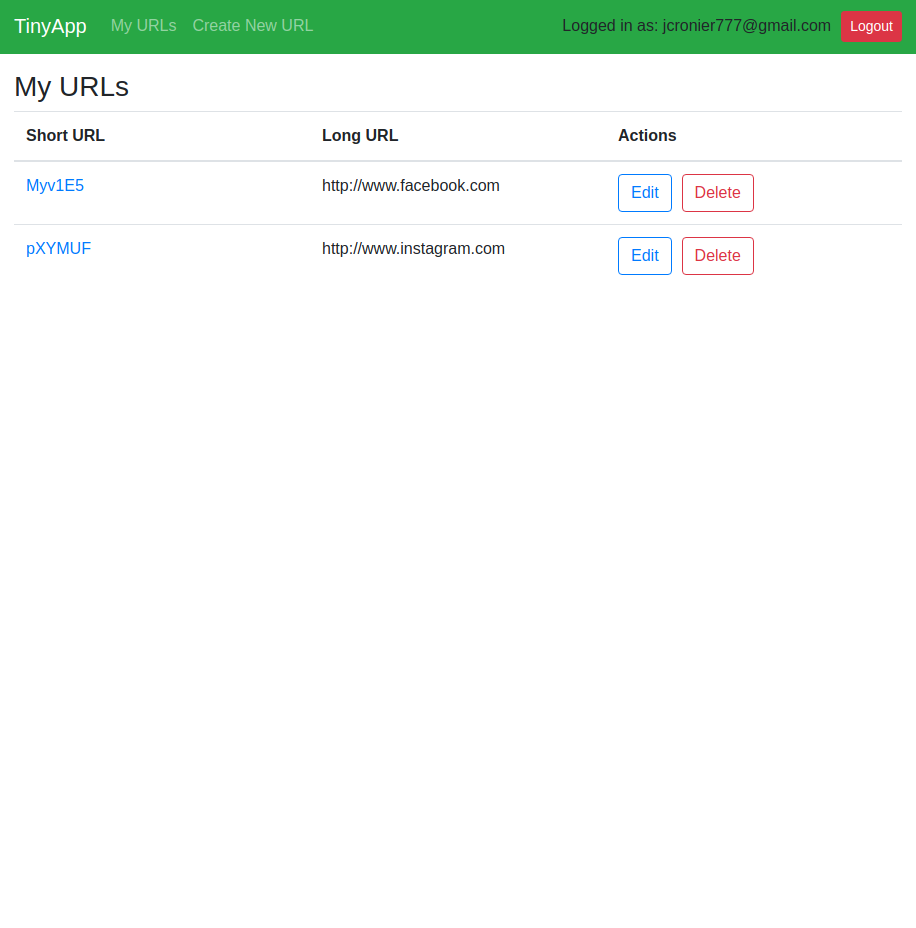 TinyApp My URLs Create New URL Logged in as: jcronier777@gmail.com Logout
My URLs
Short URL Long URL Actions
Myv1E5 http://www.facebook.com Edit Delete
pXYMUF http://www.instagram.com Edit Delete